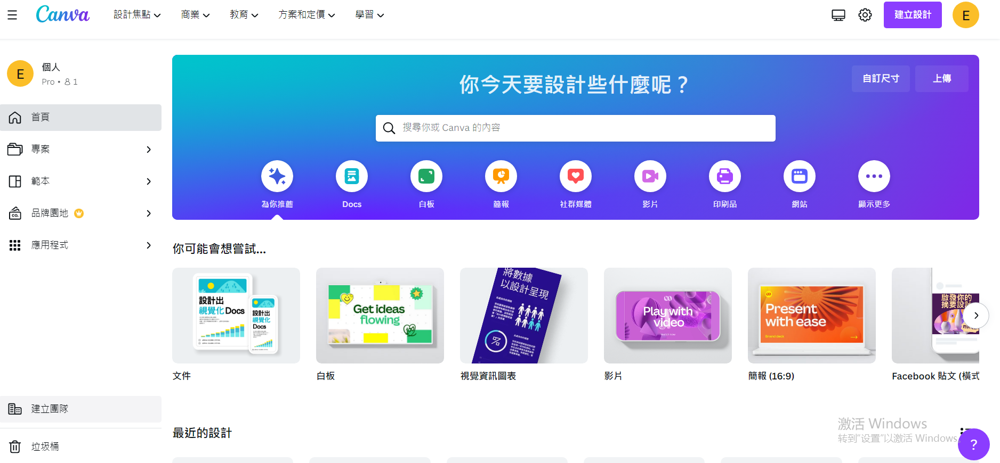 Canva
設計焦點
商業
教育
方案和定價
學習
建立設計
E
E
個人
Pro • 1
首頁
專案
範本
CO.
品牌園地
應用程式
建立團隊
垃圾桶
你今天要設計些什麼呢？
自訂尺寸
上傳
搜尋你或 Canva 的內容
為你推薦
Docs
白板
簡報
社群媒體
影片
印刷品
網站
顯示更多
你可能會想嘗試...
設計出
視覺化 Docs
設計出
視覺化
Docs
文件
Get ideas
flowing
100
白板
將數據
以設計呈現
%
視覺資訊圖表
Play with
video
影片
Present
with ease
Brand deck
簡報 (16:9)
啟發你的
摘要設計
Facebook 貼文 (橫式
最近的設計
激活 Windows
转到“设置”以激活 Windows。
?